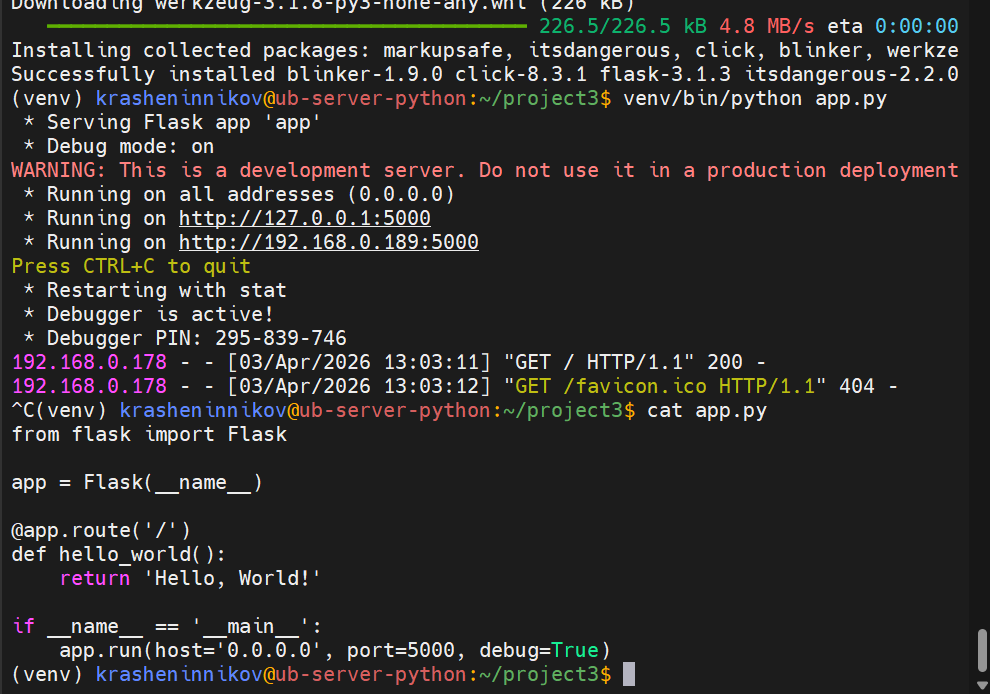 Downloading werkzeug-3.1.8-py3-none-any.whl (226 kB)
226.5/226.5 kB 4.8 MB/s eta 0:00:00
Installing collected packages: markupsafe, itsdangerous, click, blinker, werkze
Successfully installed blinker-1.9.0 click-8.3.1 flask-3.1.3 itsdangerous-2.2.0
(venv) krasheninnikov@ub-server-python:~/project3$ venv/bin/python app.py
 * Serving Flask app 'app'
 * Debug mode: on
WARNING: This is a development server. Do not use it in a production deployment
 * Running on all addresses (0.0.0.0)
 * Running on http://127.0.0.1:5000
 * Running on http://192.168.0.189:5000
Press CTRL+C to quit
 * Restarting with stat
 * Debugger is active!
 * Debugger PIN: 295-839-746
192.168.0.178 - - [03/Apr/2026 13:03:11] "GET / HTTP/1.1" 200 -
192.168.0.178 - - [03/Apr/2026 13:03:12] "GET /favicon.ico HTTP/1.1" 404 -
^C(venv) krasheninnikov@ub-server-python:~/project3$ cat app.py
from flask import Flask

app = Flask(__name__)

@app.route('/')
def hello_world():
    return 'Hello, World!'

if __name__ == '__main__':
    app.run(host='0.0.0.0', port=5000, debug=True)
(venv) krasheninnikov@ub-server-python:~/project3$